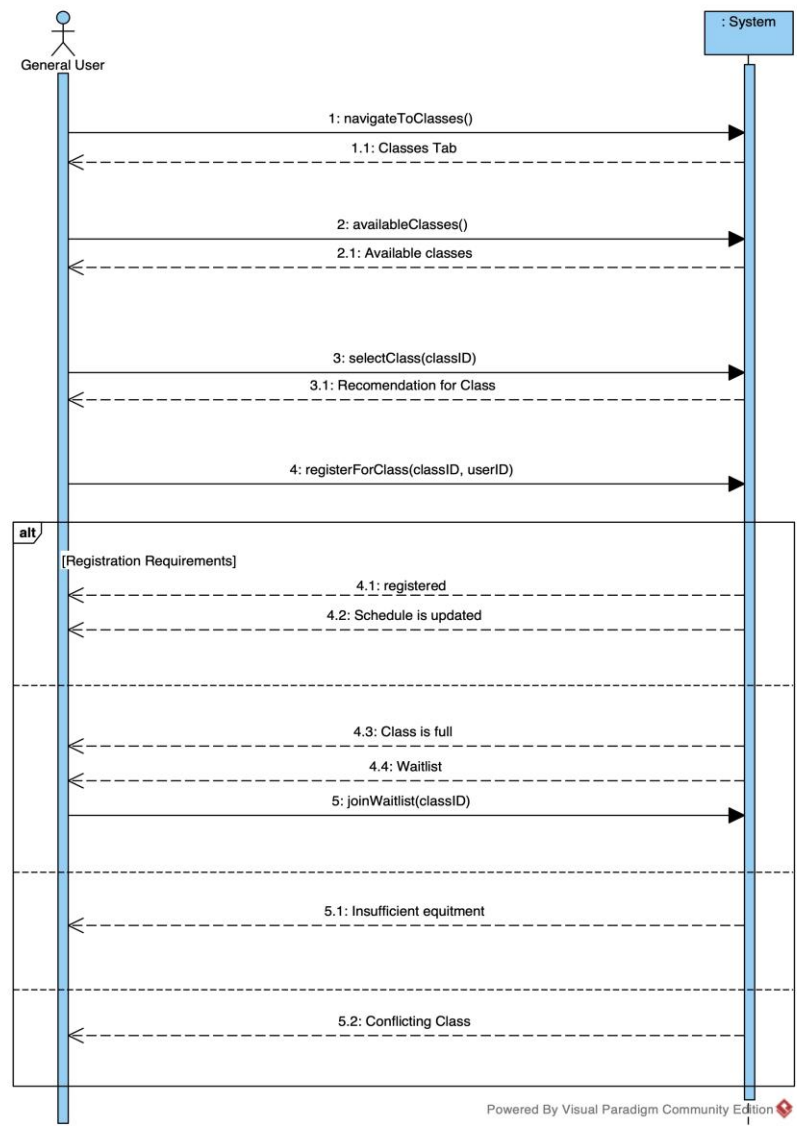 : System
General User
1: navigateToClasses()
1.1: Classes Tab
2: availableClasses()
2.1: Available classes
3: selectClass(classID)
3.1: Recomendation for Class
4: registerForClass(classID, userID)
alt
[Registration Requirements]
4.1: registered
4.2: Schedule is updated
4.3: Class is full
4.4: Waitlist
5: joinWaitlist(classID)
5.1: Insufficient equitment
5.2: Conflicting Class
Powered By Visual Paradigm Community Edition